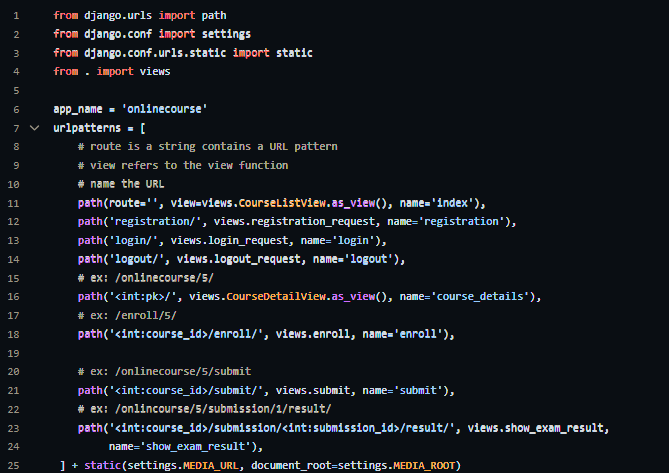 1 from django.urls import path
2 from django.conf import settings
3 from django.conf.urls.static import static
4 from . import views
5
6 app_name = 'onlinecourse'
7 urlpatterns = [
8 # route is a string contains a URL pattern
9 # view refers to the view function
10 # name the URL
11 path(route='', view=views.CourseListView.as_view(), name='index'),
12 path('registration/', views.registration_request, name='registration'),
13 path('login/', views.login_request, name='login'),
14 path('logout/', views.logout_request, name='logout'),
15 # ex: /onlinecourse/5/
16 path('<int:pk>/', views.CourseDetailView.as_view(), name='course_details'),
17 # ex: /enroll/5/
18 path('<int:course_id>/enroll/', views.enroll, name='enroll'),
19
20 # ex: /onlinecourse/5/submit
21 path('<int:course_id>/submit/', views.submit, name='submit'),
22 # ex: /onlincourse/5/submission/1/result/
23 path('<int:course_id>/submission/<int:submission_id>/result/', views.show_exam_result,
24 name='show_exam_result'),
25 ] + static(settings.MEDIA_URL, document_root=settings.MEDIA_ROOT)